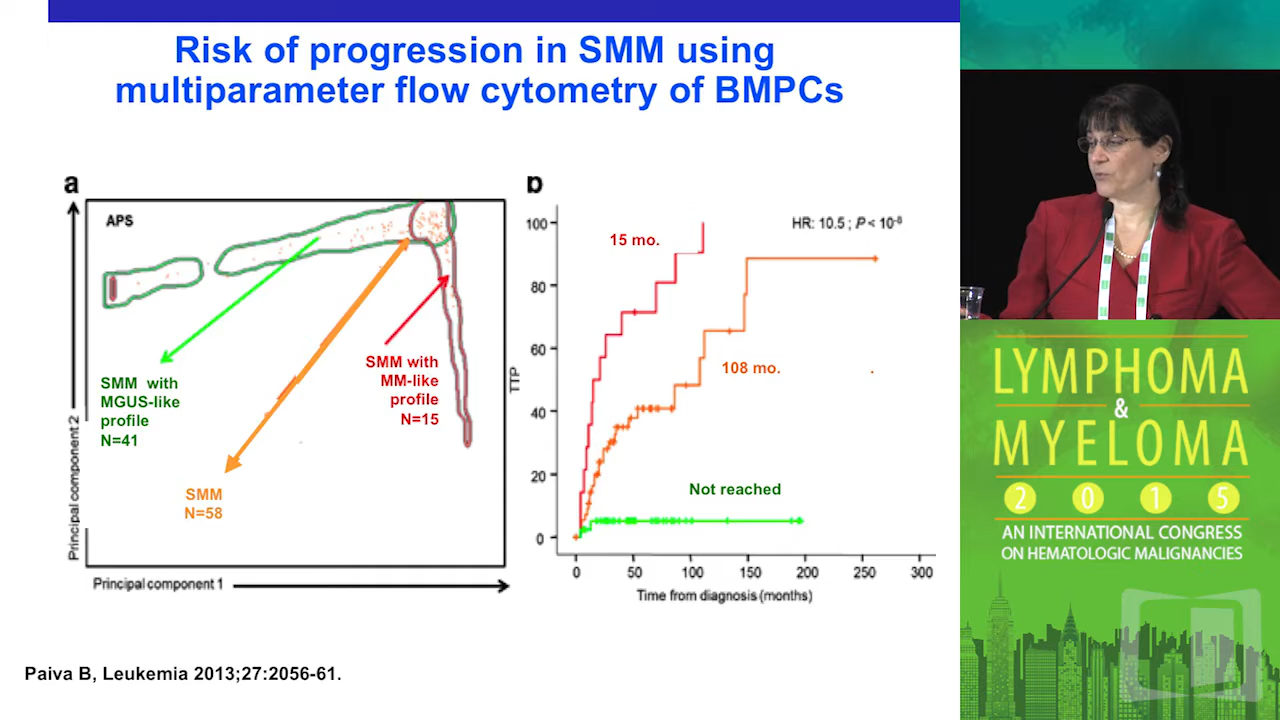 Risk of progression in SMM using
multiparameter flow cytometry of BMPCs
a
APS
SMM with
MGUS-like
profile
N=41
SMM with
MM-like
profile
N=15
SMM
N=58
Principal component 2
Principal component 1
b
HR: 10.5 ; P < 10-8
15 mo.
108 mo.
.
Not reached
TTP
100
80
60
40
20
0
0 50 100 150 200 250 300
Time from diagnosis (months)
Paiva B, Leukemia 2013;27:2056-61.
LYMPHOMA
&
MYELOMA
2 0 1 5
AN INTERNATIONAL CONGRESS
ON HEMATOLOGIC MALIGNANCIES